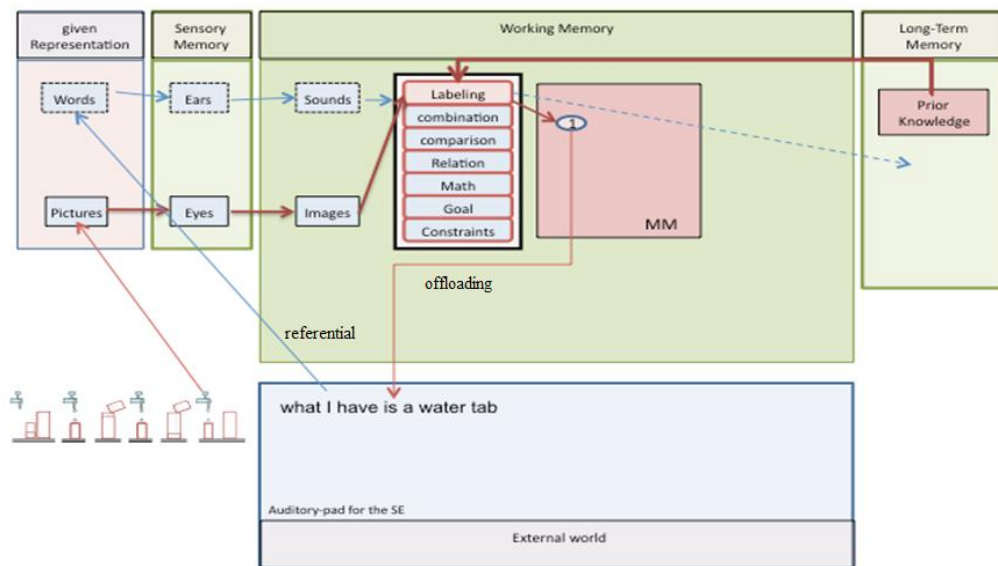 given
Representation
Sensory
Memory
Working Memory
Long-Term
Memory
Words
Ears
Sounds
Labeling
combination
comparison
Relation
Math
Goal
Constraints
1
MM
Prior
Knowledge
Pictures
Eyes
Images
offloading
referential
what I have is a water tab
Auditory-pad for the SE
External world